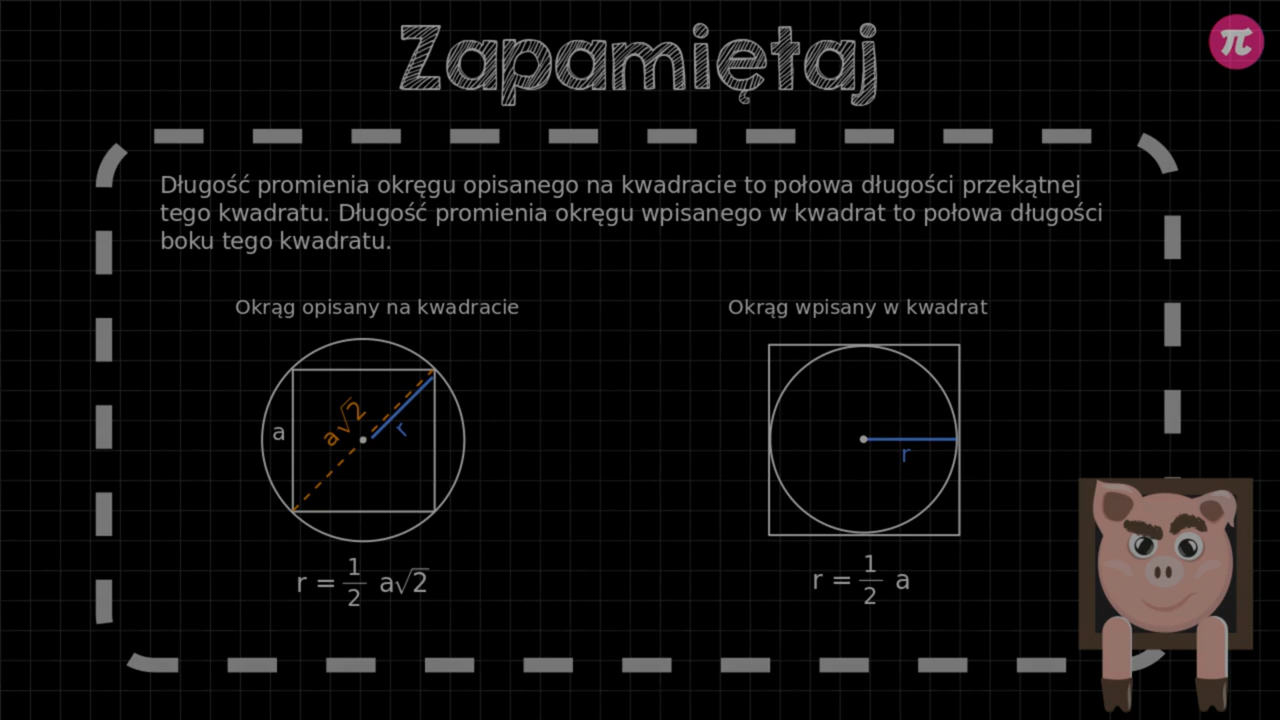 Zapamiętaj
π
Długość promienia okręgu opisanego na kwadracie to połowa długości przekątnej
tego kwadratu. Długość promienia okręgu wpisanego w kwadrat to połowa długości
boku tego kwadratu.
Okrąg opisany na kwadracie
a
a√2
r
r = 1/2 a√2
Okrąg wpisany w kwadrat
r
r = 1/2 a